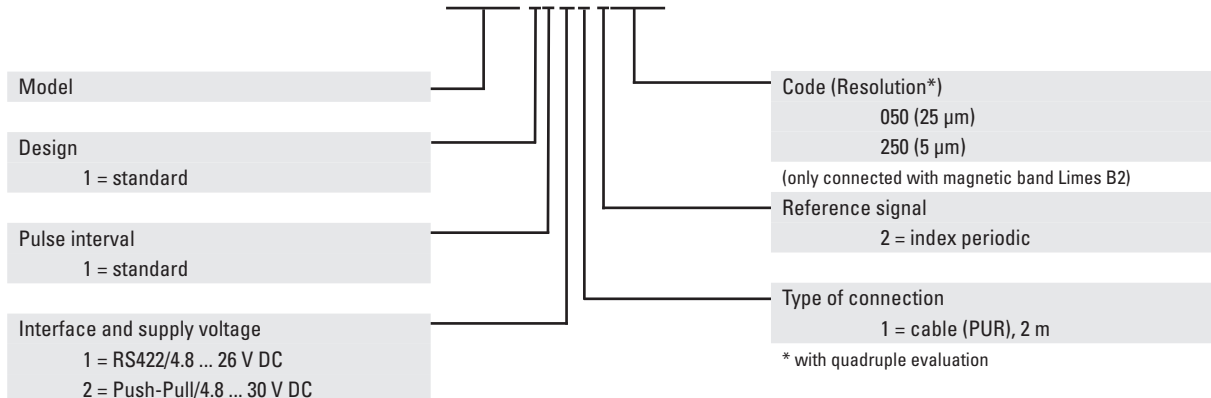 Model
Design
1 = standard
Pulse interval
1 = standard
Interface and supply voltage
1 = RS422/4.8 ... 26 V DC
2 = Push-Pull/4.8 ... 30 V DC
Code (Resolution*)
050 (25 µm)
250 (5 µm)
(only connected with magnetic band Limes B2)
Reference signal
2 = index periodic
Type of connection
1 = cable (PUR), 2 m
* with quadruple evaluation